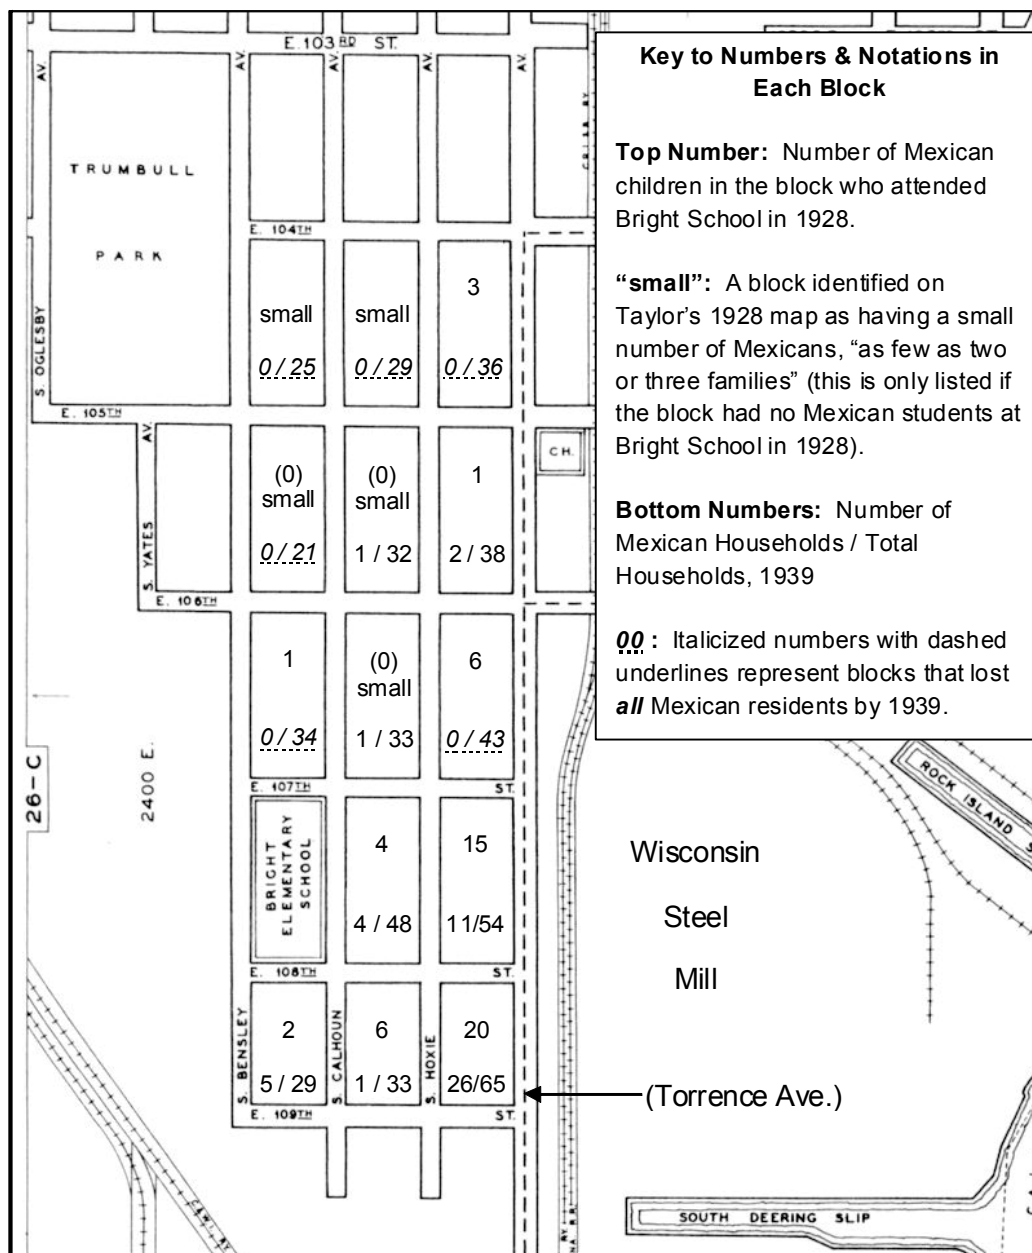 E. 103RD ST.
AV.
AV.
AV.
AV.
AV.
Key to Numbers & Notations in
Each Block
Top Number: Number of Mexican
children in the block who attended
Bright School in 1928.
"small": A block identified on
Taylor's 1928 map as having a small
number of Mexicans, "as few as two
or three families" (this is only listed if
the block had no Mexican students at
Bright School in 1928).
Bottom Numbers: Number of
Mexican Households / Total
Households, 1939
00 : Italicized numbers with dashed
underlines represent blocks that lost
all Mexican residents by 1939.
TRUMBULL
PARK
S. OGLESBY
E. 104TH
small
small
3
0 / 25
0 / 29
0 / 36
E. 105TH
AV.
S. YATES
CH.
(0)
small
(0)
small
1
0 / 21
1 / 32
2 / 38
E. 106TH
1
(0)
small
6
0 / 34
1 / 33
0 / 43
E. 107TH
ST.
26-C
2400 E.
BRIGHT
ELEMENTARY
SCHOOL
4
15
4 / 48
11/54
E. 108TH
ST.
S. BENSLEY
S. CALHOUN
S. HOXIE
2
6
20
5 / 29
1 / 33
26/65
E. 109TH
ST.
(Torrence Ave.)
Wisconsin
Steel
Mill
ROCK ISLAND
SOUTH DEERING SLIP
C.& W.I. RY.
RY.